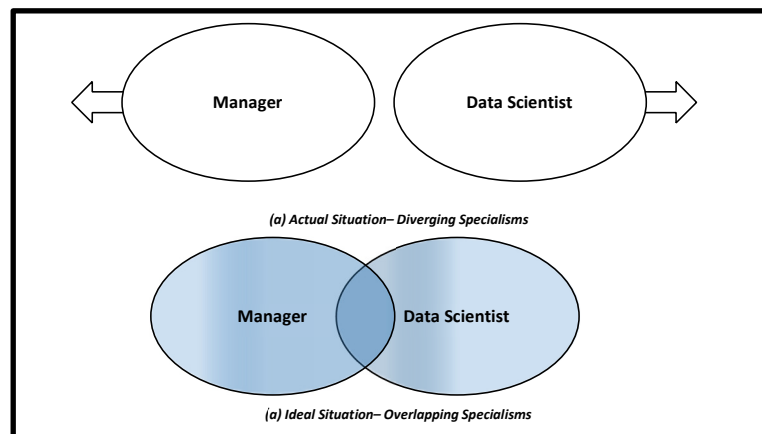 Manager Data Scientist
(a) Actual Situation– Diverging Specialisms
Manager Data Scientist
(a) Ideal Situation– Overlapping Specialisms